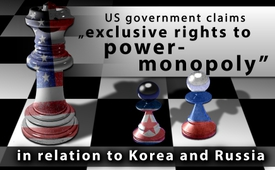 US government claims
„exclusive rights to
power-
monopoly”
in relation to Korea and Russia